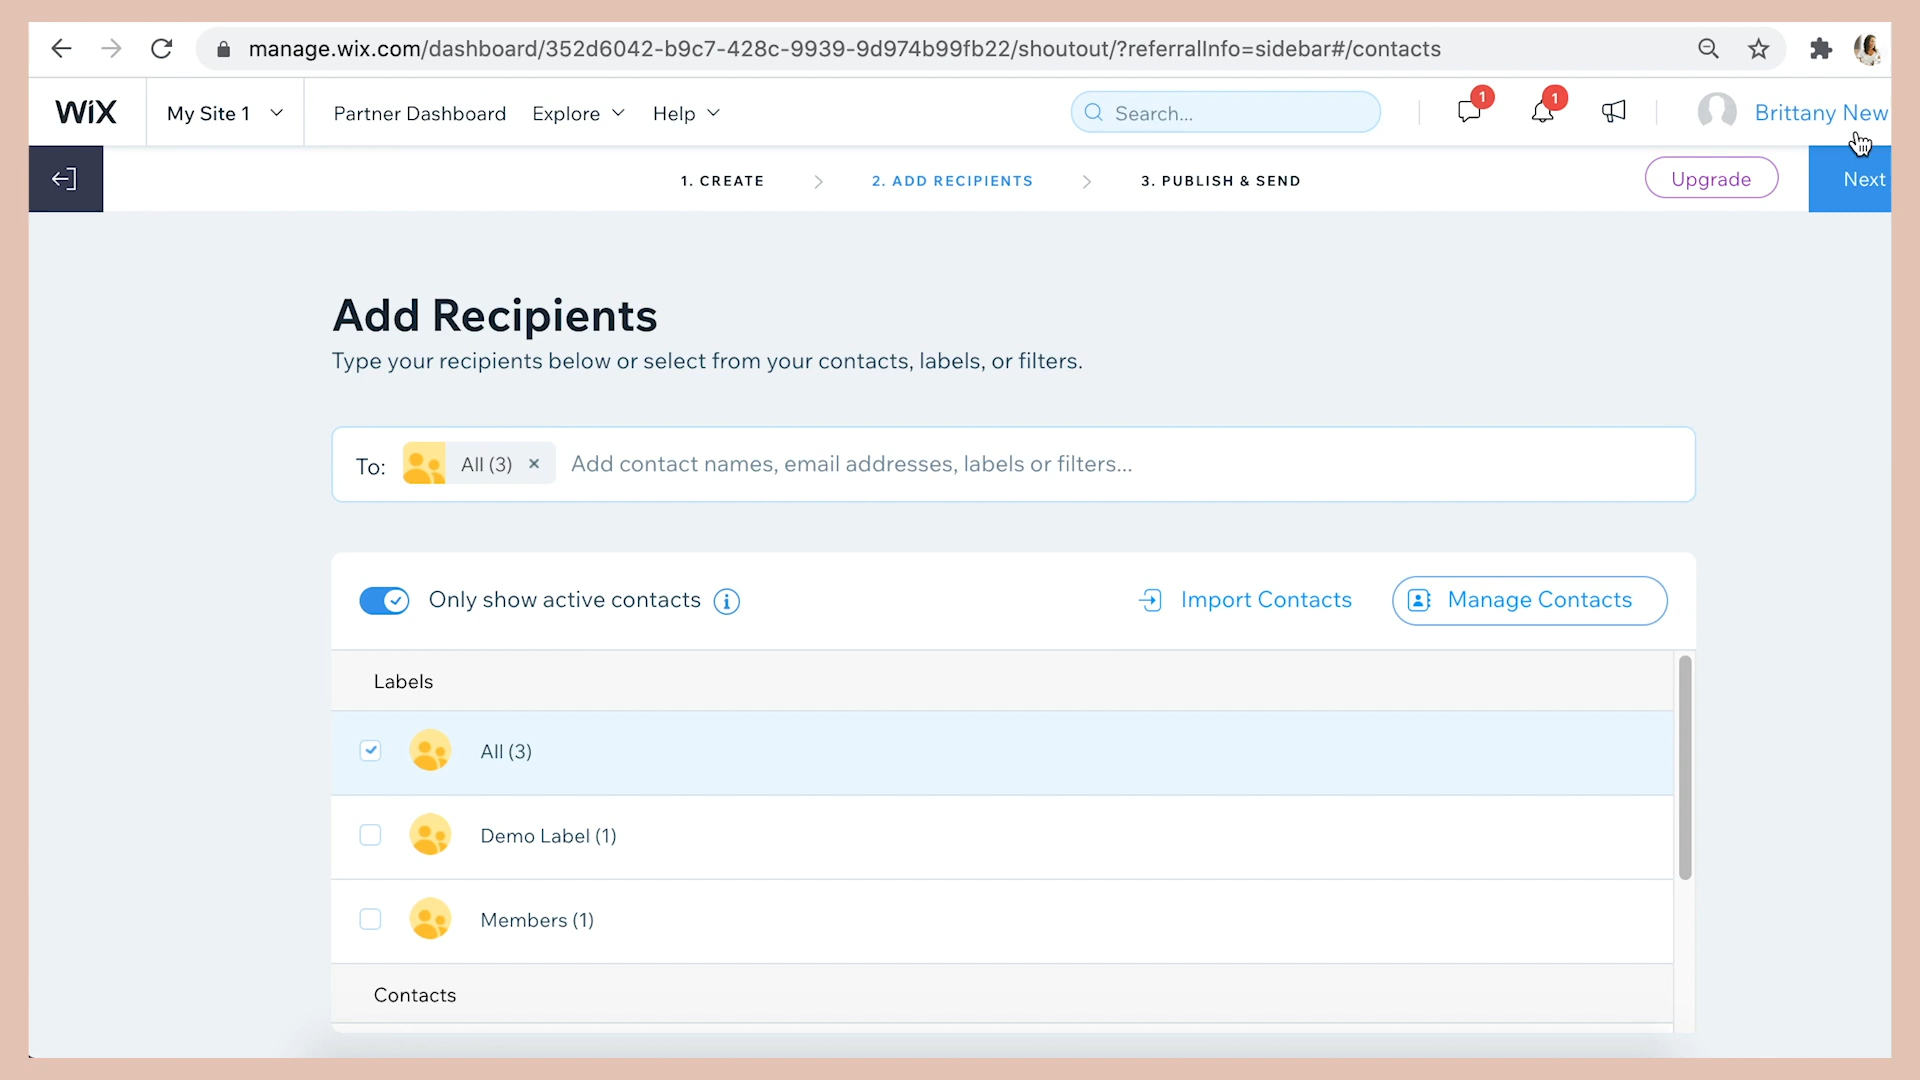 manage.wix.com/dashboard/352d6042-b9c7-428c-9939-9d974b99fb22/shoutout/?referralInfo=sidebar#/contacts
WiX
My Site 1
Partner Dashboard
Explore
Help
Search...
1
1
Brittany New
1. CREATE
2. ADD RECIPIENTS
3. PUBLISH & SEND
Upgrade
Next
Add Recipients
Type your recipients below or select from your contacts, labels, or filters.
To:
All (3)
Add contact names, email addresses, labels or filters...
Only show active contacts
Import Contacts
Manage Contacts
Labels
All (3)
Demo Label (1)
Members (1)
Contacts